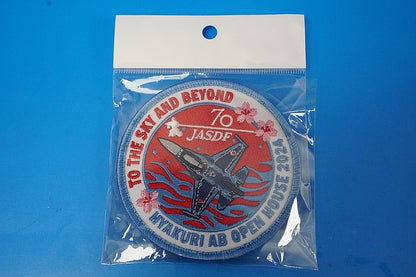 TO THE SKY AND BEYOND
70
JASDF
HYAKURI AB OPEN HOUSE 2024